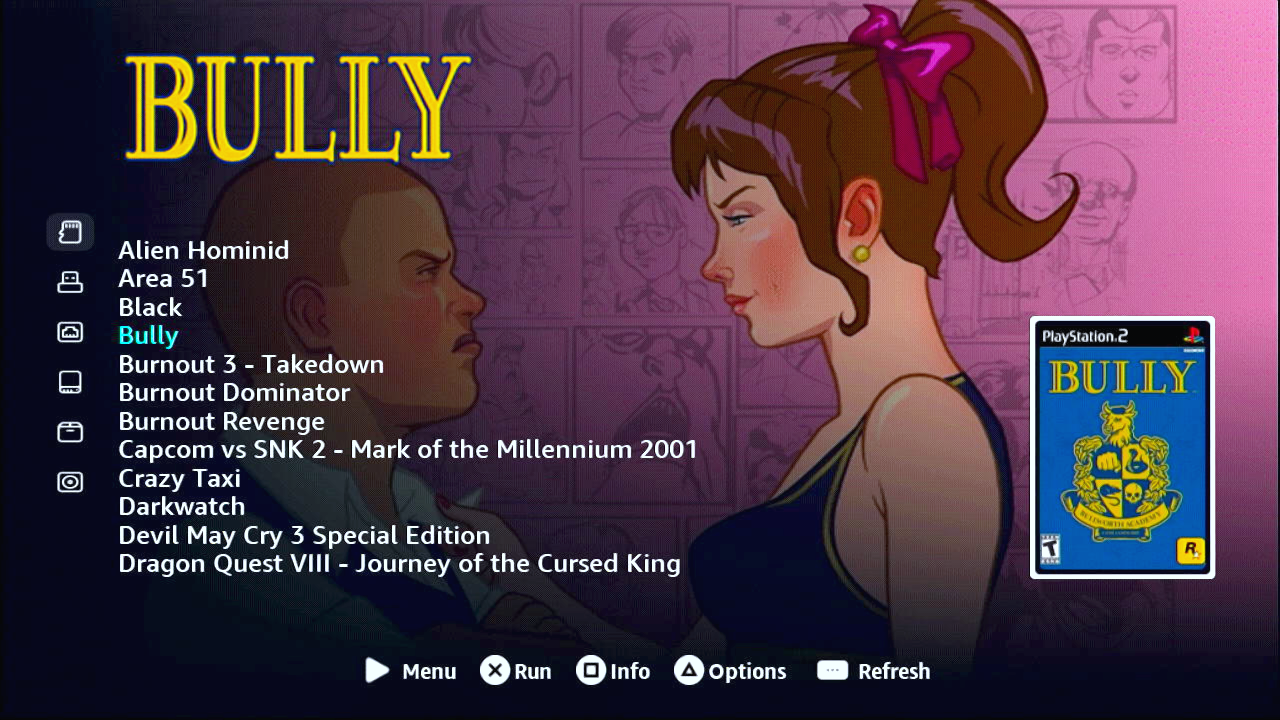 BULLY
Alien Hominid
Area 51
Black
Bully
Burnout 3 - Takedown
Burnout Dominator
Burnout Revenge
Capcom vs SNK 2 - Mark of the Millennium 2001
Crazy Taxi
Darkwatch
Devil May Cry 3 Special Edition
Dragon Quest VIII - Journey of the Cursed King
PlayStation.2
BULLY
BULLWORTH ACADEMY
T
R
Menu
Run
Info
Options
Refresh